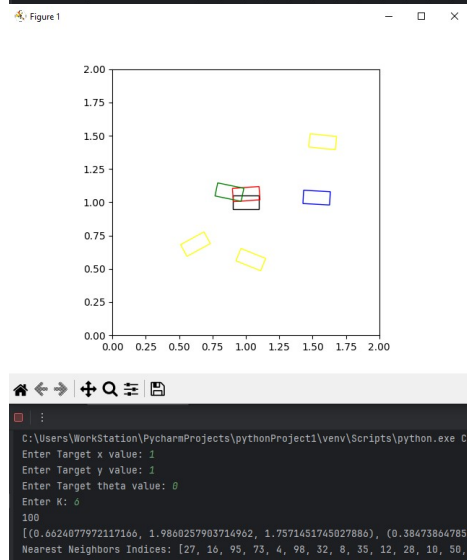 Figure 1
2.00
1.75
1.50
1.25
1.00
0.75
0.50
0.25
0.00
0.00 0.25 0.50 0.75 1.00 1.25 1.50 1.75 2.00
C:\Users\WorkStation\PycharmProjects\pythonProject1\venv\Scripts\python.exe C
Enter Target x value: 1
Enter Target y value: 1
Enter Target theta value: 0
Enter K: 6
100
[(0.6624077972117166, 1.9860257903714962, 1.7571451745027886), (0.38473864785
Nearest Neighbors Indices: [27, 16, 95, 73, 4, 98, 32, 8, 35, 12, 28, 10, 50,